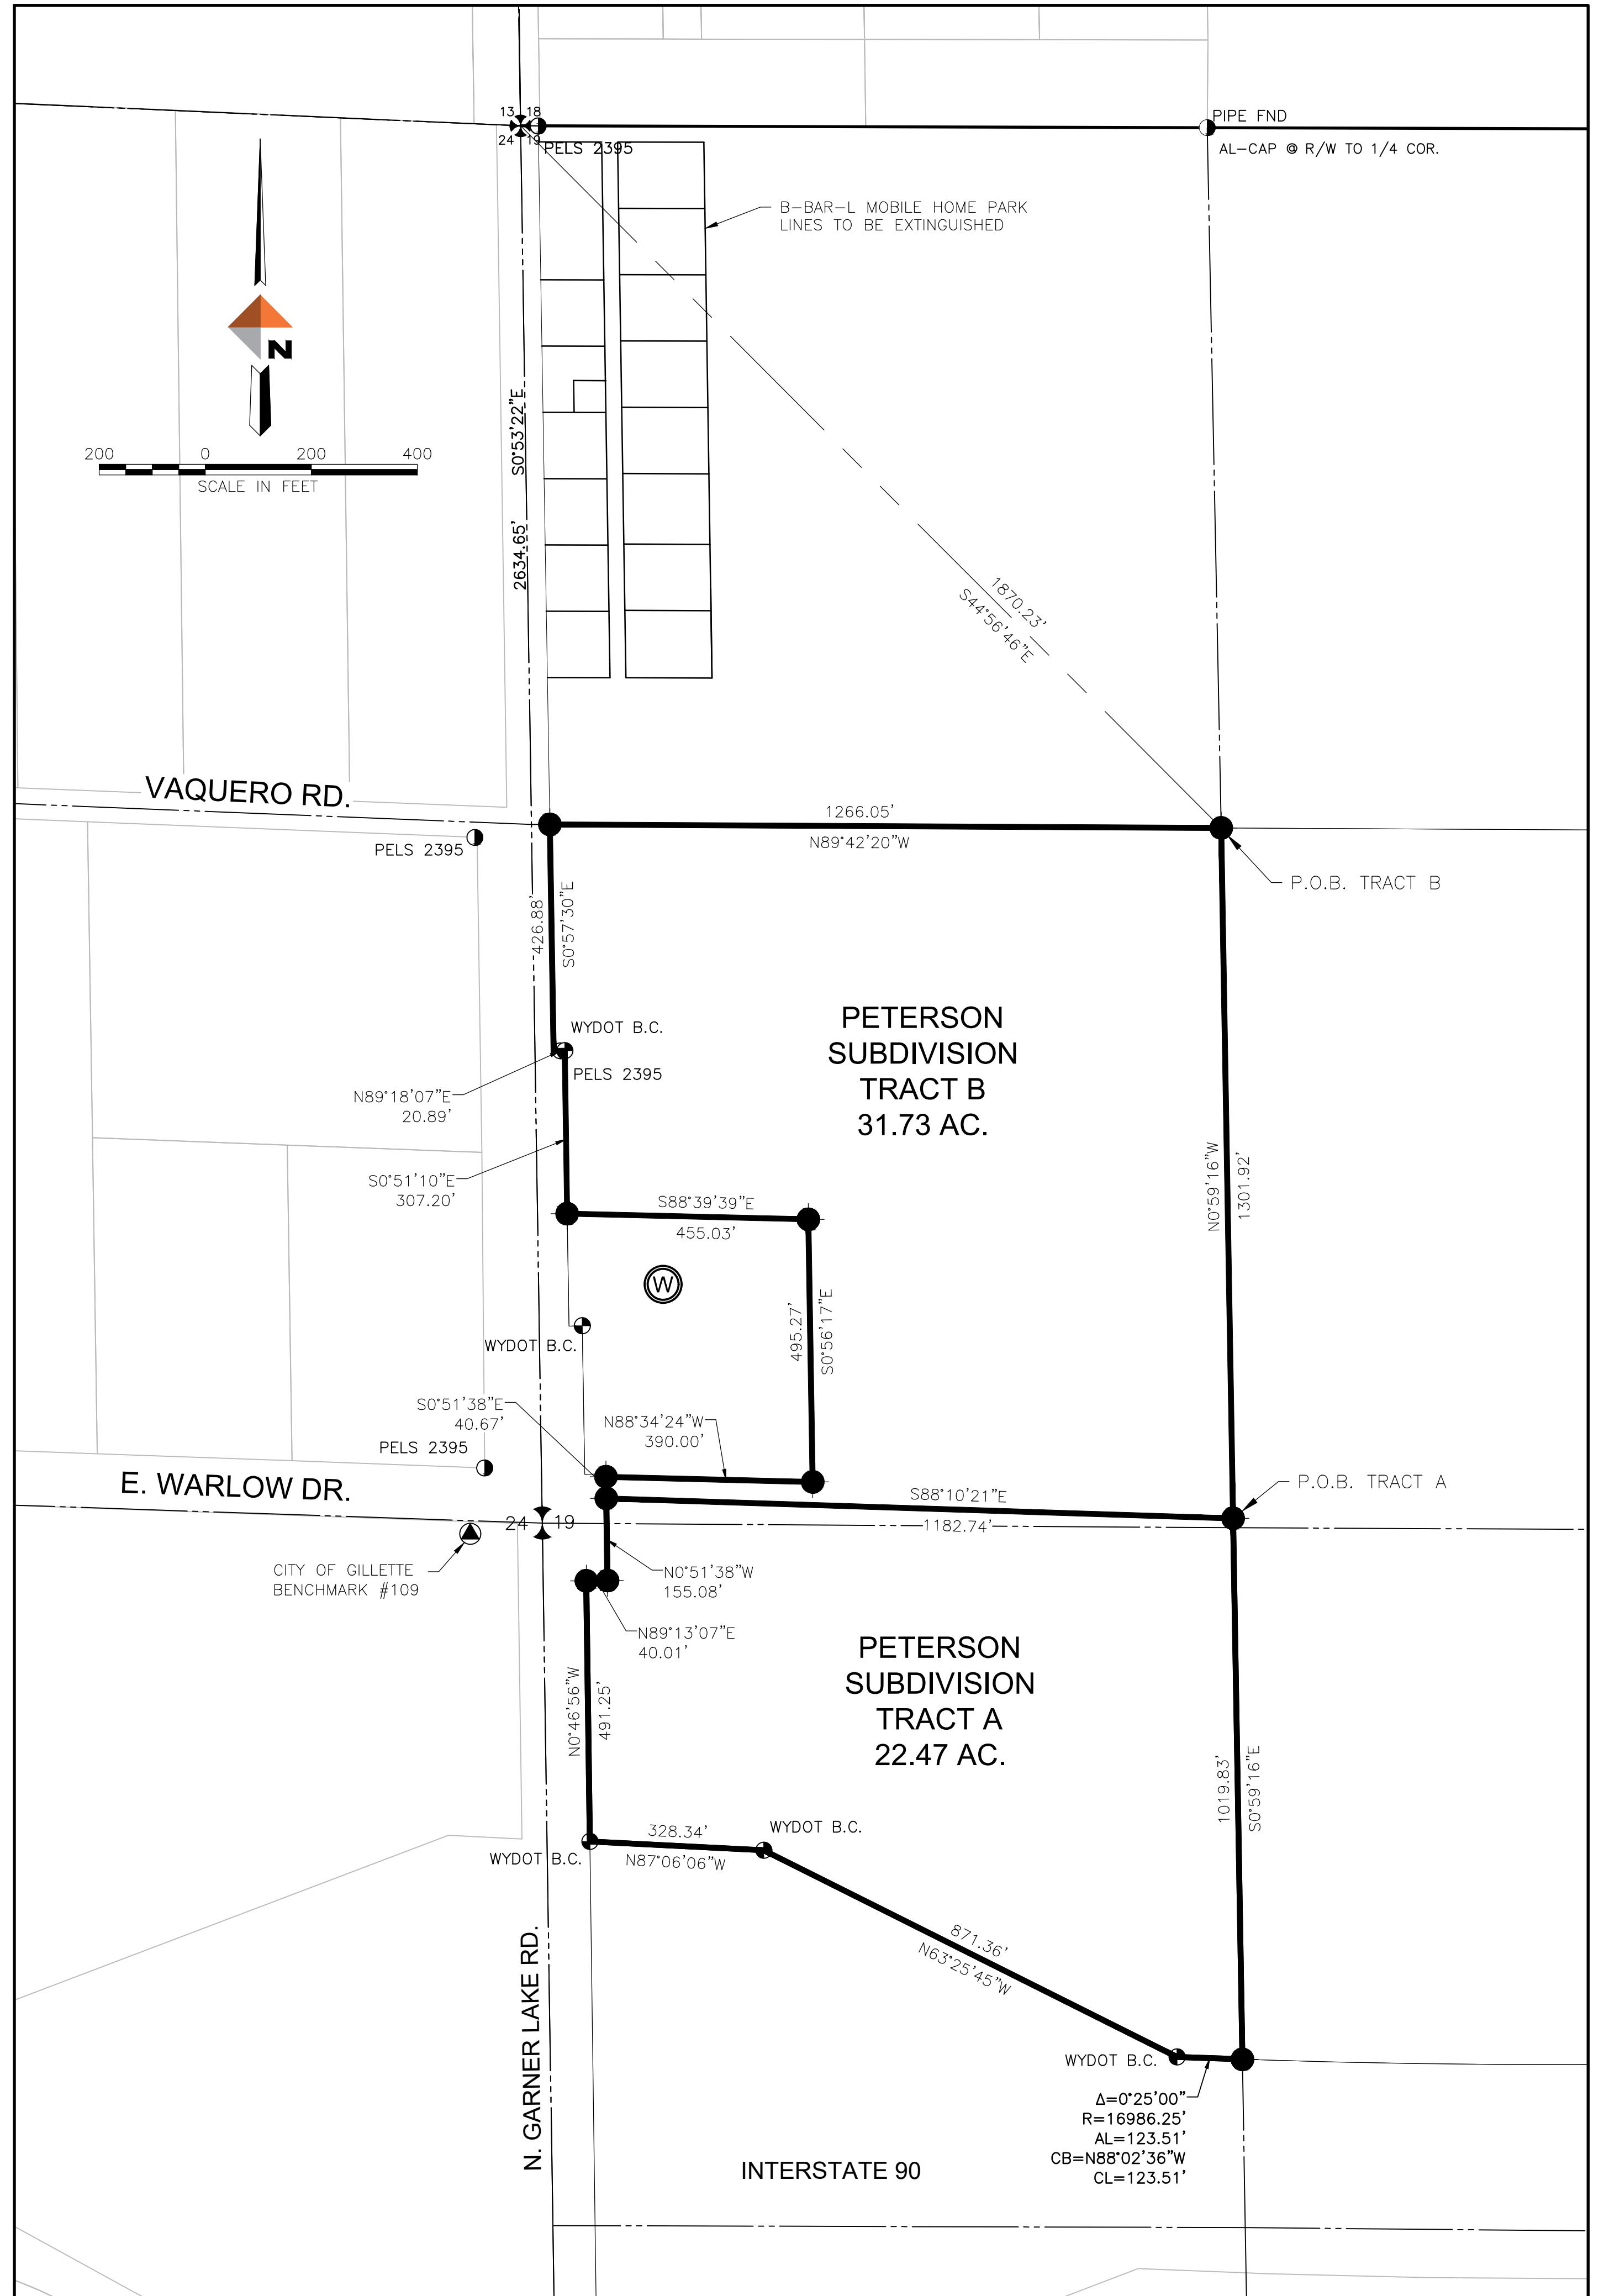 13 18
24 19
PELS 2395
PIPE FND
AL-CAP @ R/W TO 1/4 COR.
B-BAR-L MOBILE HOME PARK
LINES TO BE EXTINGUISHED
N
200 0 200 400
SCALE IN FEET
S0°53'22"E
2634.65'
1870.23'
S44°56'46"E
VAQUERO RD.
PELS 2395
1266.05'
N89°42'20"W
P.O.B. TRACT B
426.88'
S0°57'30"E
WYDOT B.C.
PELS 2395
N89°18'07"E
20.89'
S0°51'10"E
307.20'
PETERSON
SUBDIVISION
TRACT B
31.73 AC.
N0°59'16"W
1301.92'
S88°39'39"E
455.03'
W
WYDOT B.C.
495.27'
S0°56'17"E
S0°51'38"E
40.67'
N88°34'24"W
390.00'
PELS 2395
E. WARLOW DR.
S88°10'21"E
1182.74'
P.O.B. TRACT A
24 19
CITY OF GILLETTE
BENCHMARK #109
N0°51'38"W
155.08'
N89°13'07"E
40.01'
N0°46'56"W
491.25'
PETERSON
SUBDIVISION
TRACT A
22.47 AC.
1019.83'
S0°59'16"E
328.34'
N87°06'06"W
WYDOT B.C.
WYDOT B.C.
871.36'
N63°25'45"W
N. GARNER LAKE RD.
WYDOT B.C.
Δ=0°25'00"
R=16986.25'
AL=123.51'
CB=N88°02'36"W
CL=123.51'
INTERSTATE 90